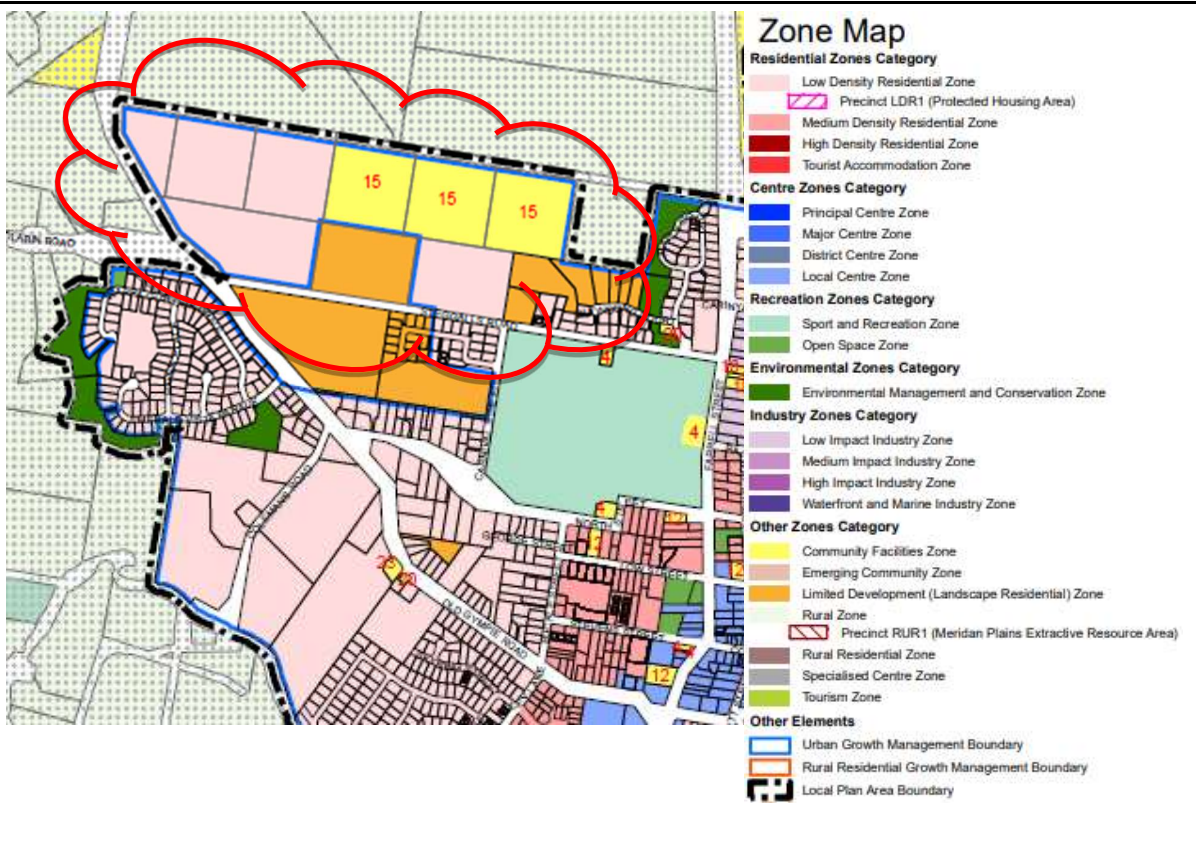 Zone Map
Residential Zones Category
Low Density Residential Zone
Precinct LDR1 (Protected Housing Area)
Medium Density Residential Zone
High Density Residential Zone
Tourist Accommodation Zone
Centre Zones Category
Principal Centre Zone
Major Centre Zone
District Centre Zone
Local Centre Zone
Recreation Zones Category
Sport and Recreation Zone
Open Space Zone
Environmental Zones Category
Environmental Management and Conservation Zone
Industry Zones Category
Low Impact Industry Zone
Medium Impact Industry Zone
High Impact Industry Zone
Waterfront and Marine Industry Zone
Other Zones Category
Community Facilities Zone
Emerging Community Zone
Limited Development (Landscape Residential) Zone
Rural Zone
Precinct RUR1 (Meridan Plains Extractive Resource Area)
Rural Residential Zone
Specialised Centre Zone
Tourism Zone
Other Elements
Urban Growth Management Boundary
Rural Residential Growth Management Boundary
Local Plan Area Boundary
15
15
15
ROAD
4
4
STREET
NORTH
GEORGE STREET
STREET
OLD GYMPIE ROAD
12